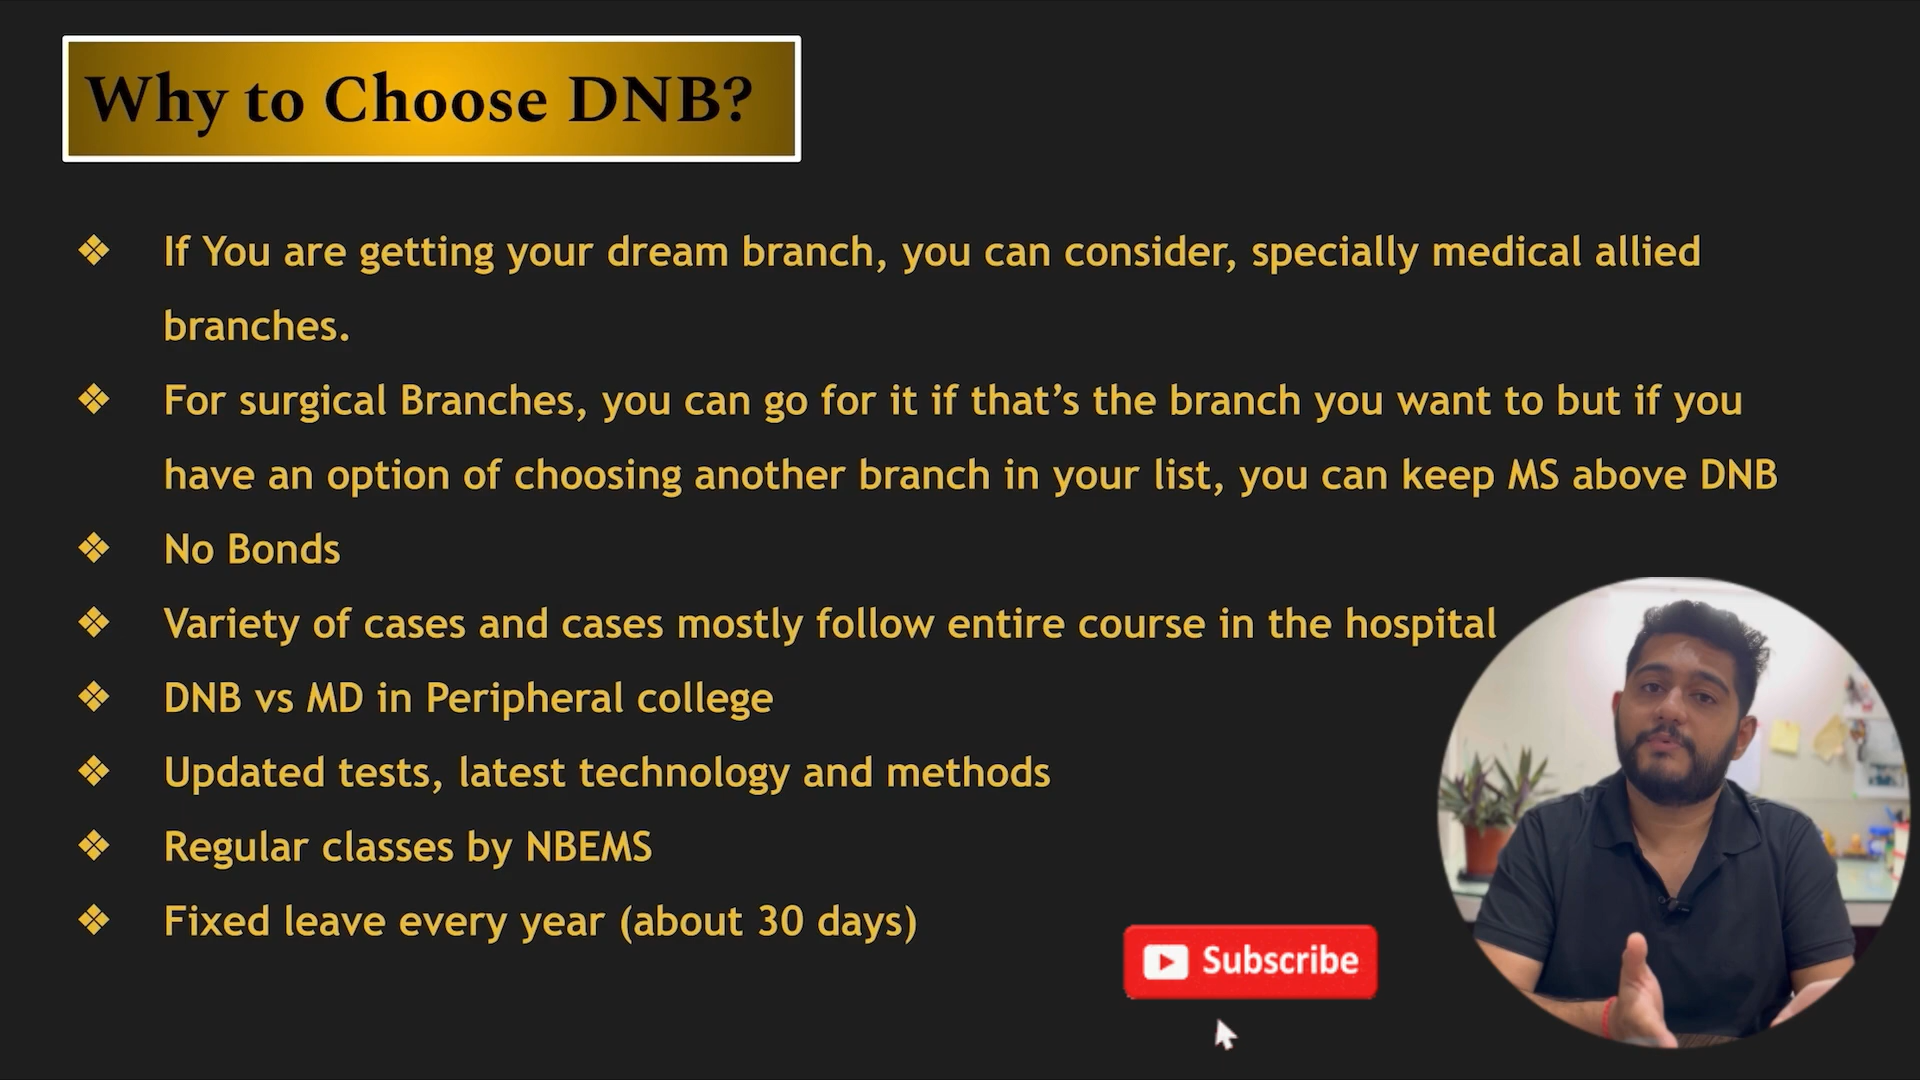 Why to Choose DNB?
❖ If You are getting your dream branch, you can consider, specially medical allied
branches.
❖ For surgical Branches, you can go for it if that’s the branch you want to but if you
have an option of choosing another branch in your list, you can keep MS above DNB
❖ No Bonds
❖ Variety of cases and cases mostly follow entire course in the hospital
❖ DNB vs MD in Peripheral college
❖ Updated tests, latest technology and methods
❖ Regular classes by NBEMS
❖ Fixed leave every year (about 30 days)
Subscribe